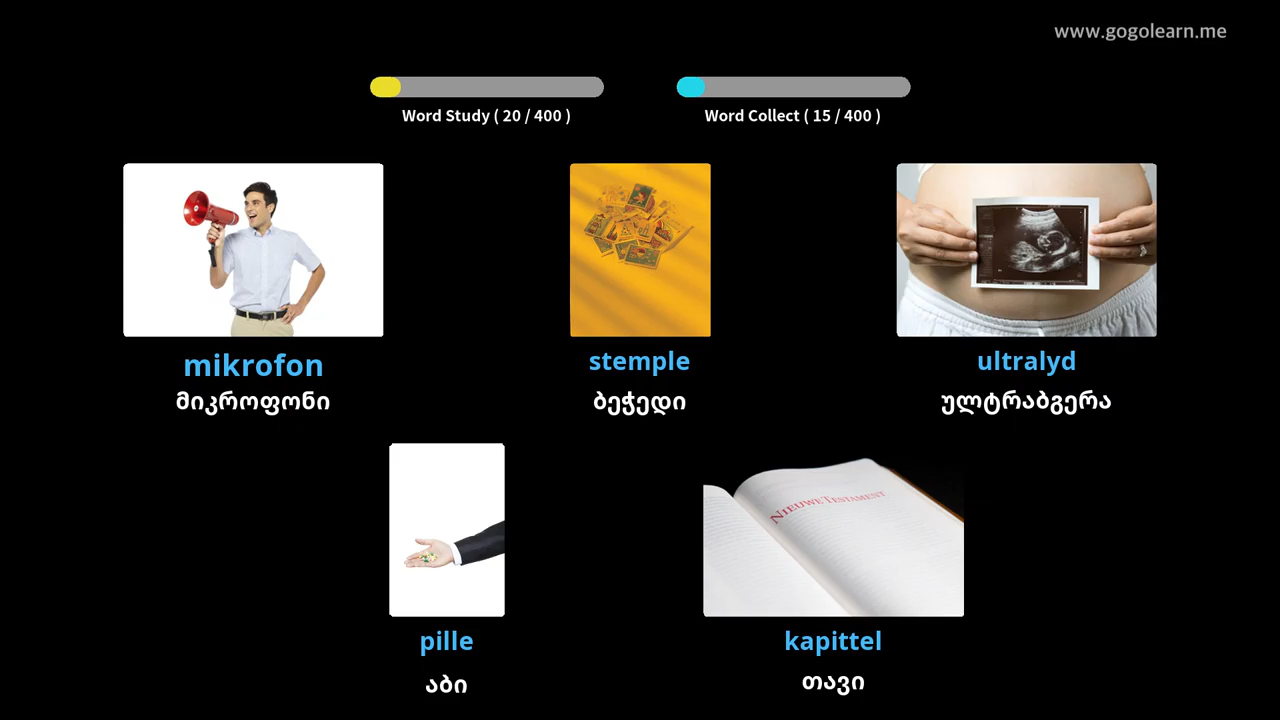 www.gogolearn.me
Word Study ( 20 / 400 )
Word Collect ( 15 / 400 )
mikrofon
მიკროფონი
stemple
ბეჭედი
ultralyd
ულტრაბგერა
pille
აბი
NIEUWE TESTAMENT
kapittel
თავი